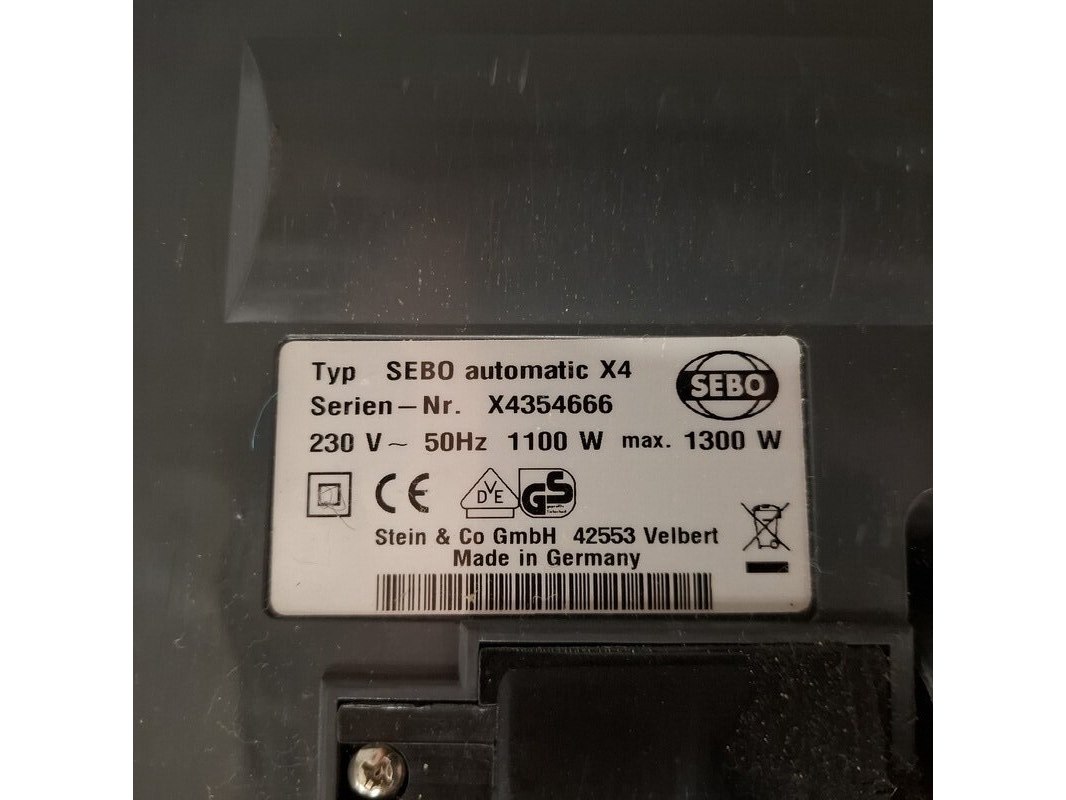 Typ SEBO automatic X4
SEBO
Serien-Nr. X4354666
230 V ~ 50Hz 1100 W max. 1300 W
CE
DVE
GS
Stein & Co GmbH 42553 Velbert
Made in Germany